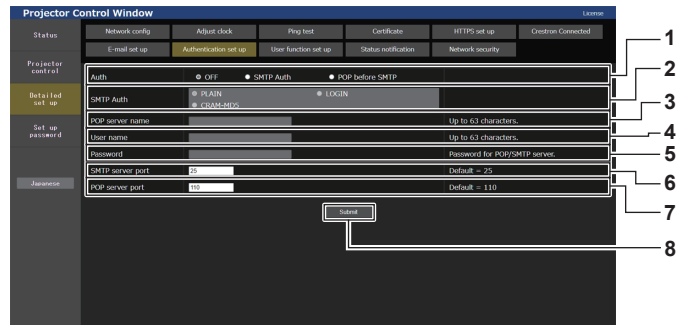 Projector Control Window
License
Status
Network config
Adjust clock
Ping test
Certificate
HTTPS set up
Crestron Connected
E-mail set up
Authentication set up
User function set up
Status notification
Network security
Projector
control
Detailed
set up
Set up
password
Japanese
Auth
OFF
SMTP Auth
POP before SMTP
1
SMTP Auth
PLAIN
LOGIN
CRAM-MD5
2
POP server name
Up to 63 characters.
3
User name
Up to 63 characters.
4
Password
Password for POP/SMTP server.
5
SMTP server port
25
Default = 25
6
POP server port
110
Default = 110
7
Submit
8